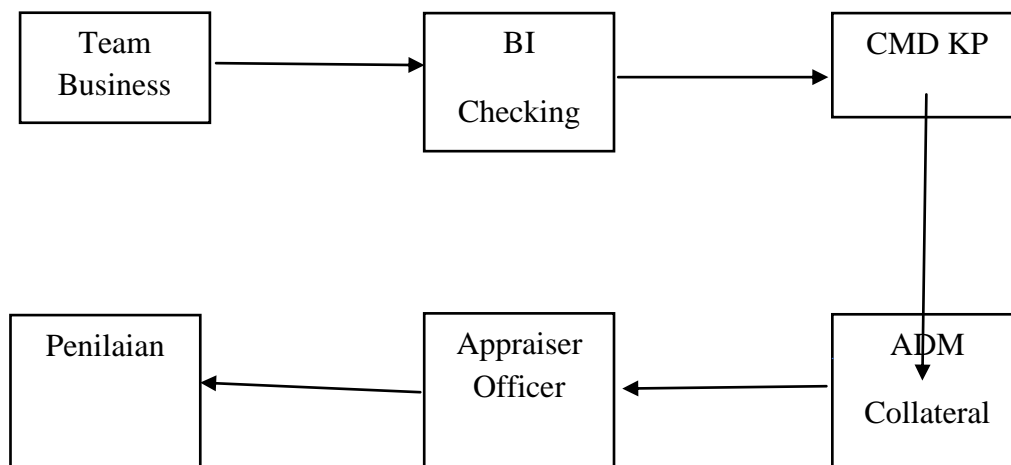 Team
Business
BI
Checking
CMD KP
Penilaian
Appraiser
Officer
ADM
Collateral